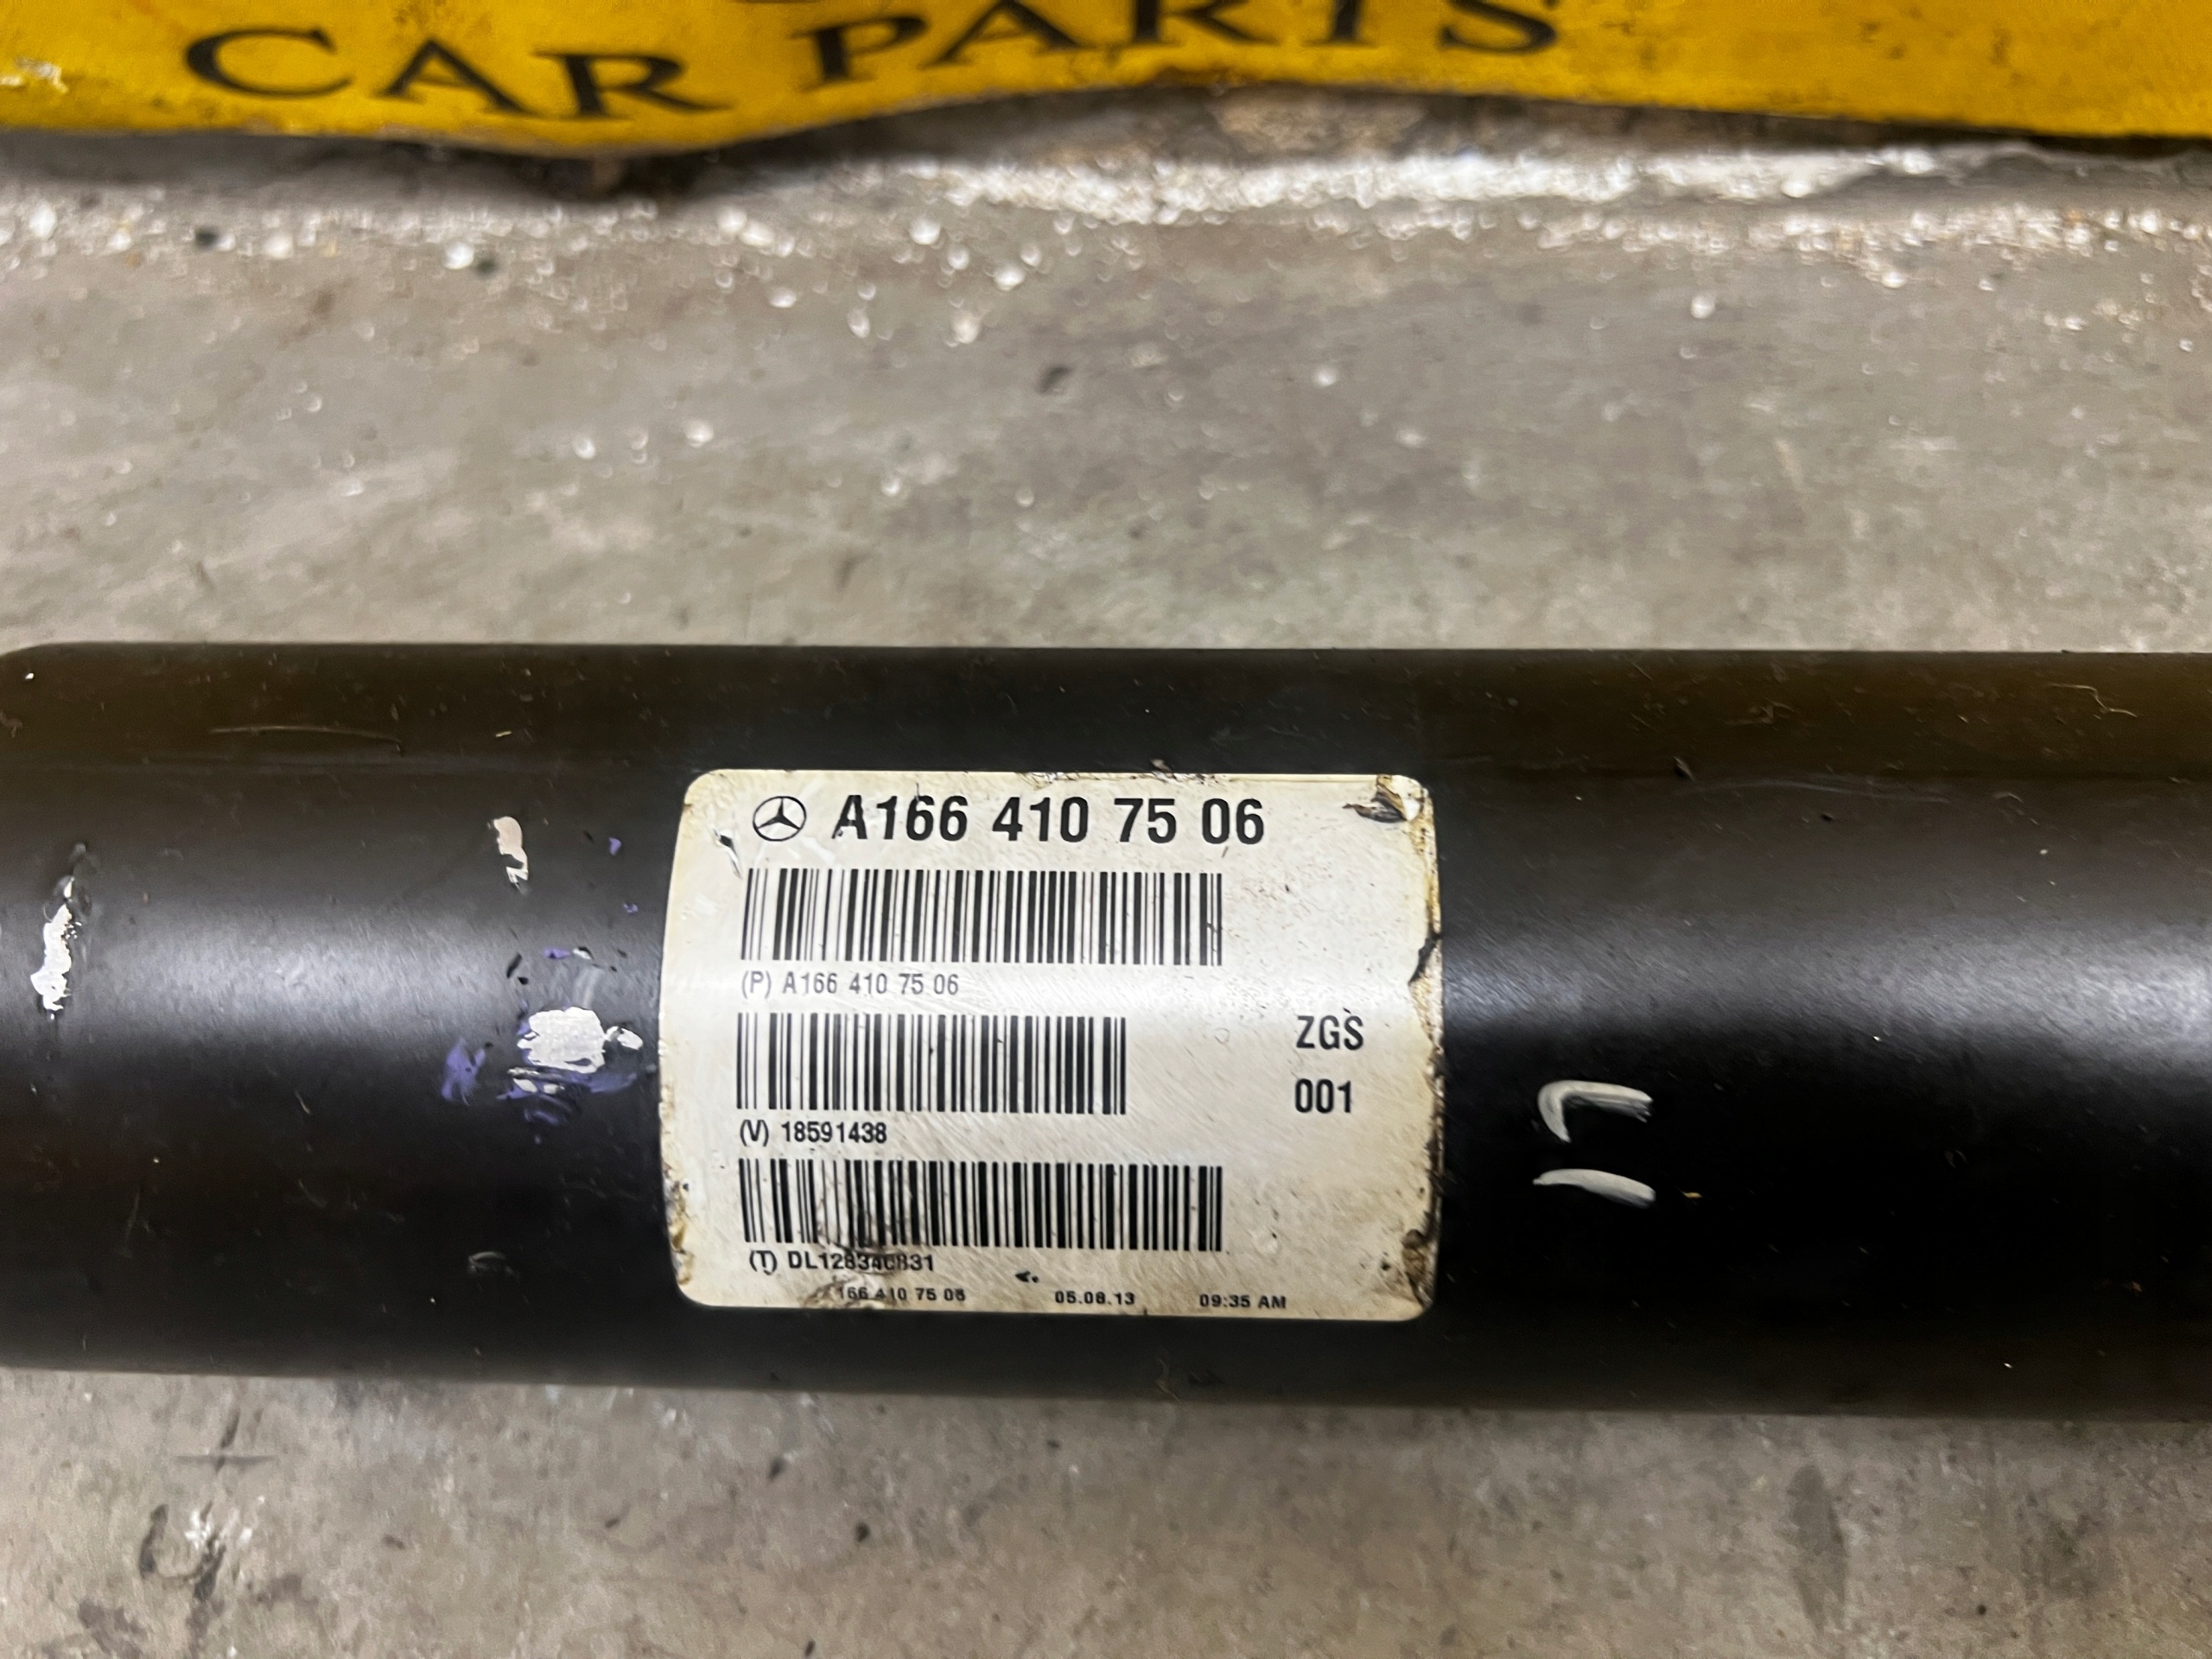 CAR PARTS
A166 410 75 06
(P) A166 410 75 06
ZGS
001
(V) 18591438
166 410 75 06 05.08.13 09:35 AM